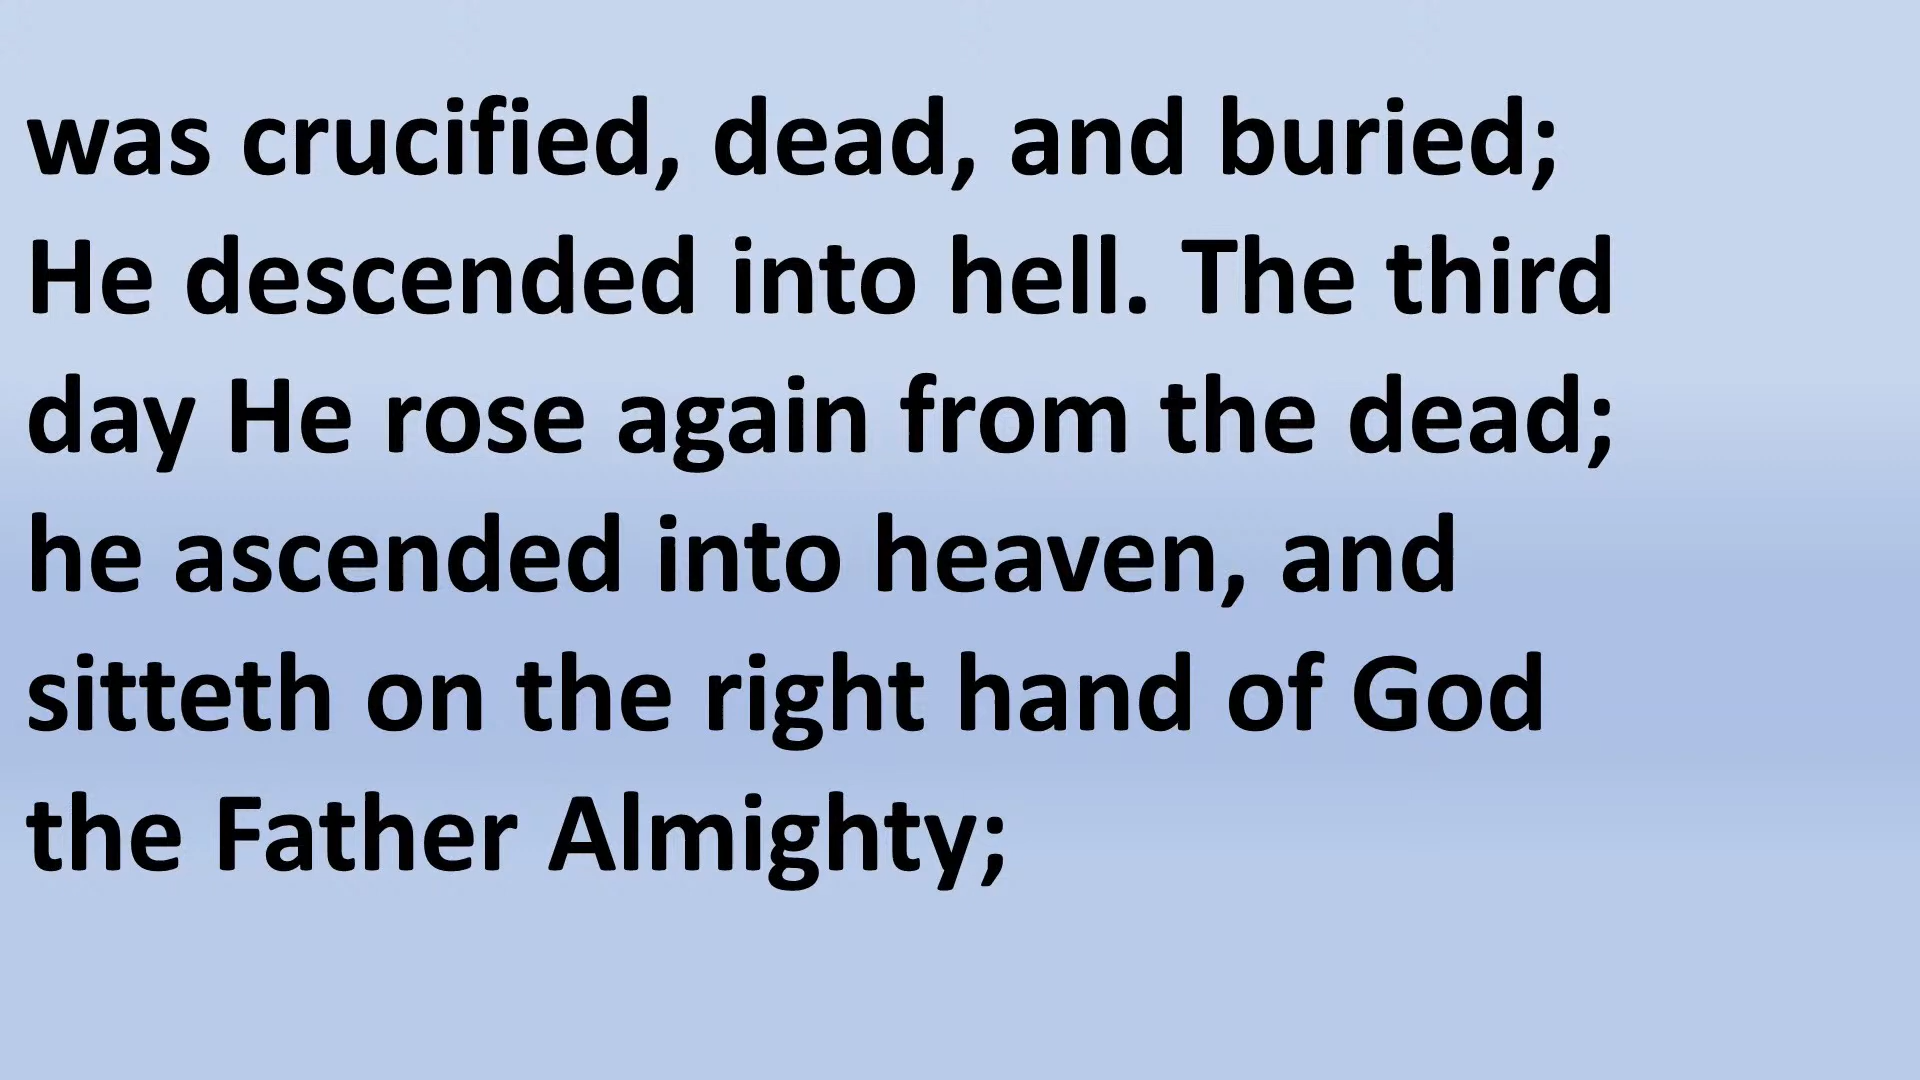 was crucified, dead, and buried;
He descended into hell. The third
day He rose again from the dead;
he ascended into heaven, and
sitteth on the right hand of God
the Father Almighty;